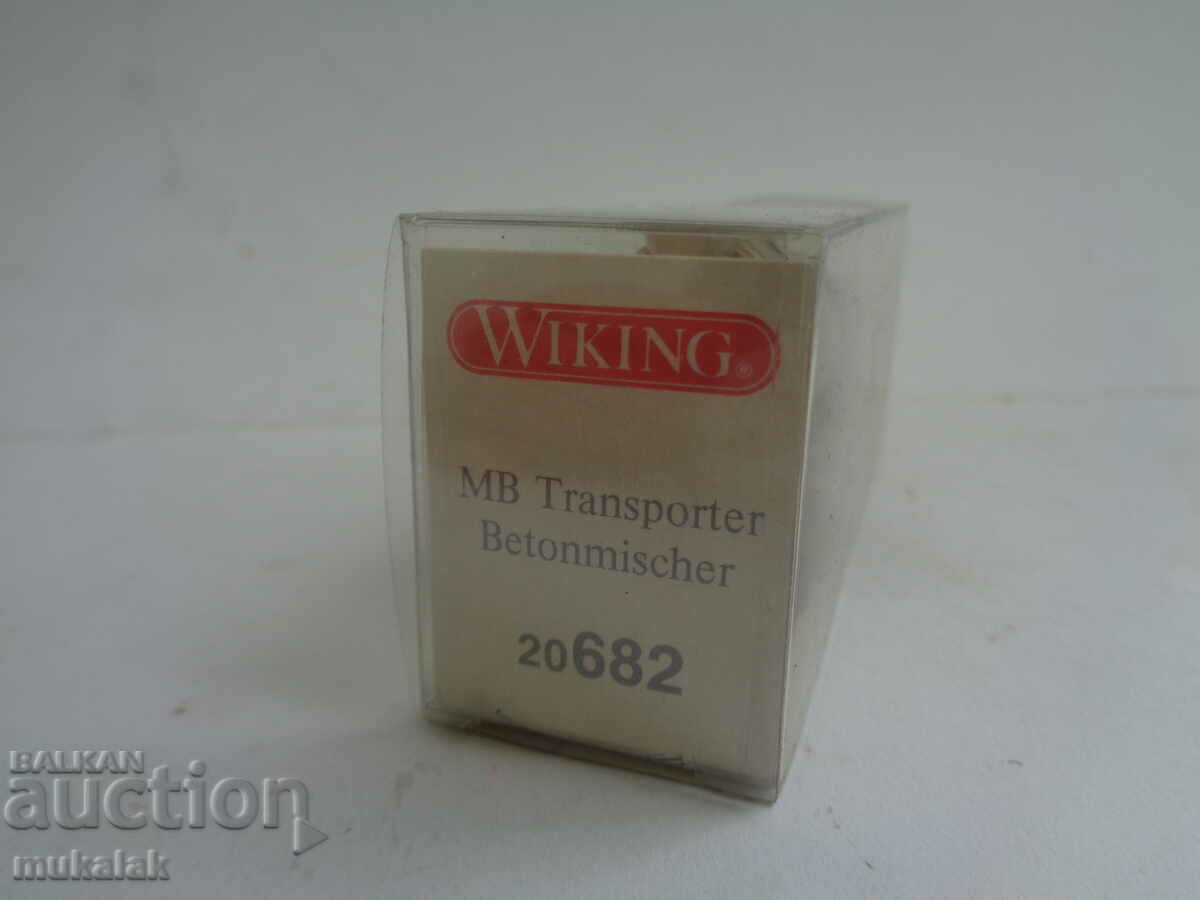 WIKING®
MB Transporter
Betonmischer
20682
BALKAN
auction
mukalak